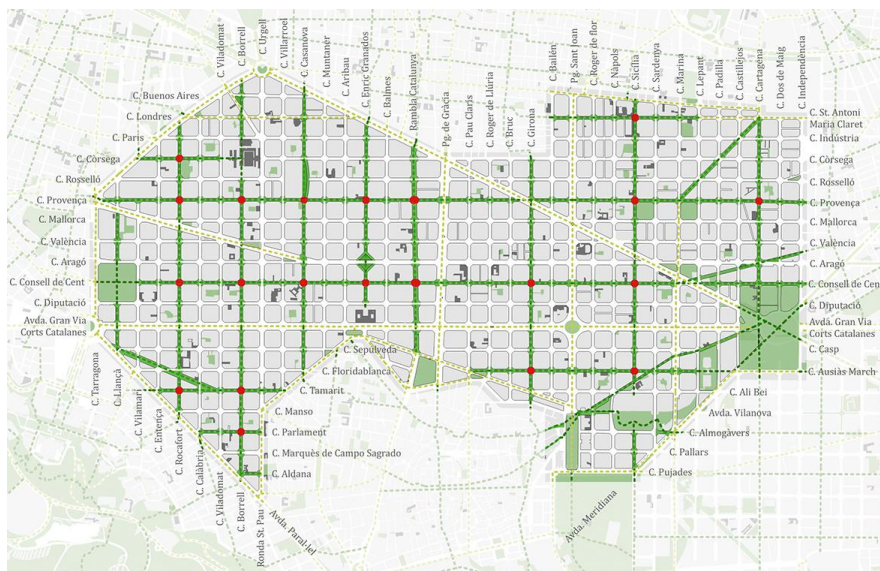 C. Viladomat
C. Borrell
C. Urgell
C. Villarroel
C. Casanova
C. Muntaner
C. Aribau
C. Enric Granados
C. Balmes
Rambla Catalunya
Pg. de Gràcia
C. Pau Claris
C. Roger de Llúria
C. Bruc
C. Girona
C. Bailén
Pg. Sant Joan
C. Roger de flor
C. Nàpols
C. Sicília
C. Sardenya
C. Marina
C. Lepant
C. Padilla
C. Castillejos
C. Cartagena
C. Dos de Maig
C. Independencia
C. Buenos Aires
C. Londres
C. Paris
C. Còrsega
C. Rosselló
C. Provença
C. Mallorca
C. València
C. Aragó
C. Consell de Cent
C. Diputació
Avda. Gran Via
Corts Catalanes
C. St. Antoni
Maria Claret
C. Indústria
C. Còrsega
C. Rosselló
C. Provença
C. Mallorca
C. València
C. Aragó
C. Consell de Cen
C. Diputació
Avda. Gran Via
Corts Catalanes
C. Casp
C. Ausiàs March
C. Tarragona
C. Llançà
C. Vilamarí
C. Entença
C. Rocafort
C. Calàbria
C. Viladomat
C. Borrell
Ronda St. Pau
Avda. Paral·lel
C. Sepúlveda
C. Floridablanca
C. Tamarit
C. Manso
C. Parlament
C. Marquès de Campo Sagrado
C. Aldana
C. Ali Bei
Avda. Vilanova
C. Almogàvers
C. Pallars
C. Pujades
Avda. Meridiana